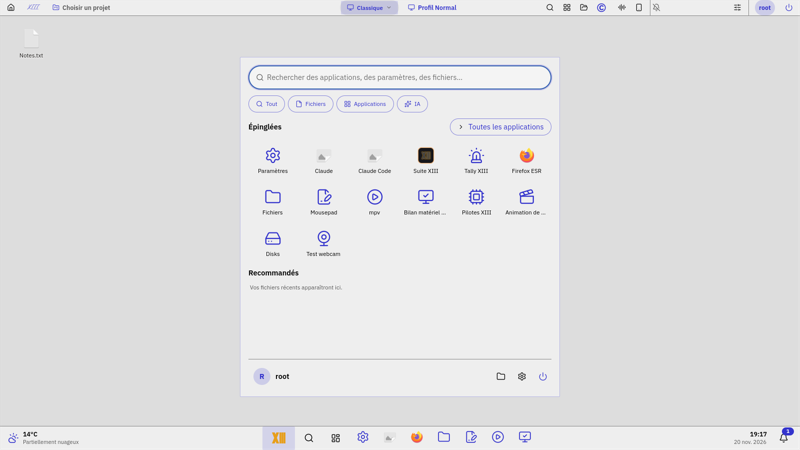 XIII
Choisir un projet
Classique
Profil Normal
root
Notes.txt
Rechercher des applications, des paramètres, des fichiers...
Tout
Fichiers
Applications
IA
Épinglées
Toutes les applications
Paramètres
Claude
Claude Code
Suite XIII
Tally XIII
Firefox ESR
Fichiers
Mousepad
mpv
Bilan matériel ...
Pilotes XIII
Animation de ...
Disks
Test webcam
Recommandés
Vos fichiers récents apparaîtront ici.
R
root
14°C
Partiellement nuageux
XIII
19:17
20 nov. 2026
1